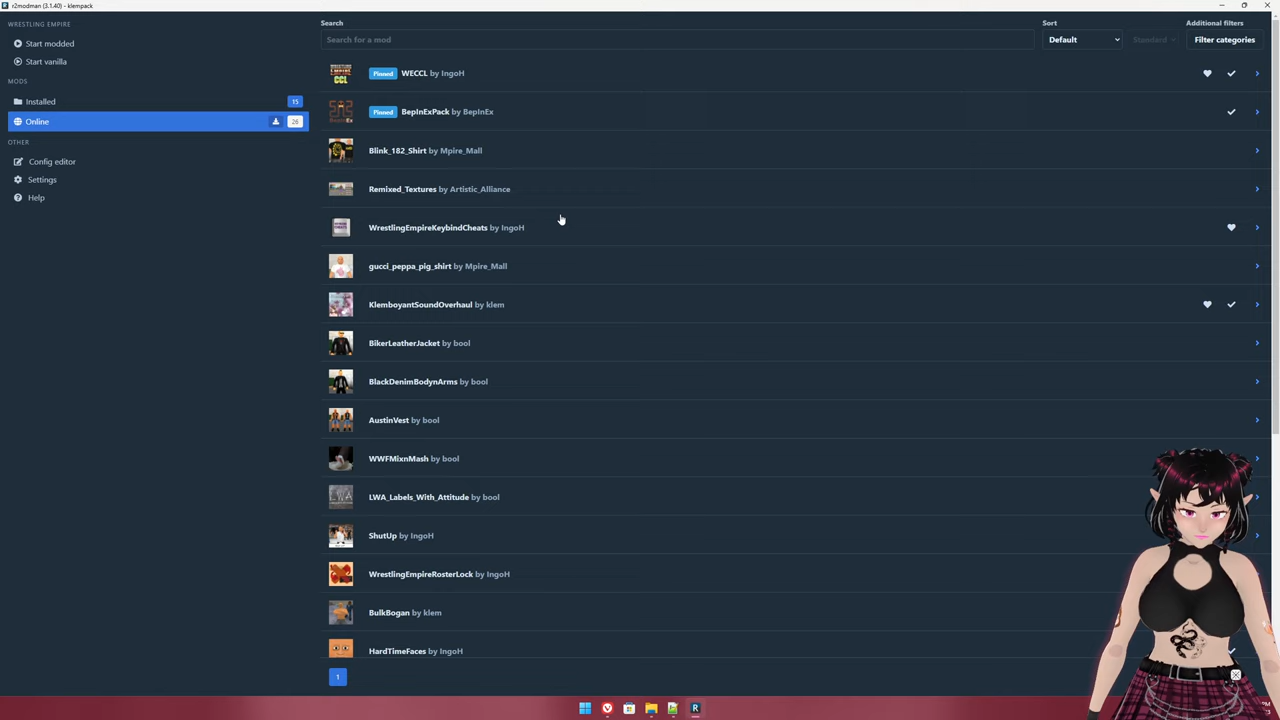 r2modman (3.1.40) - klempack
WRESTLING EMPIRE
Start modded
Start vanilla
MODS
Installed 15
Online 26
OTHER
Config editor
Settings
Help
Search
Search for a mod
Sort
Default
Standard
Additional filters
Filter categories
Pinned WECCL by IngoH
Pinned BepInExPack by BepInEx
Blink_182_Shirt by Mpire_Mall
Remixed_Textures by Artistic_Alliance
WrestlingEmpireKeybindCheats by IngoH
gucci_peppa_pig_shirt by Mpire_Mall
KlemboyantSoundOverhaul by klem
BikerLeatherJacket by bool
BlackDenimBodynArms by bool
AustinVest by bool
WWFMixnMash by bool
LWA_Labels_With_Attitude by bool
ShutUp by IngoH
WrestlingEmpireRosterLock by IngoH
BulkBogan by klem
HardTimeFaces by IngoH
1